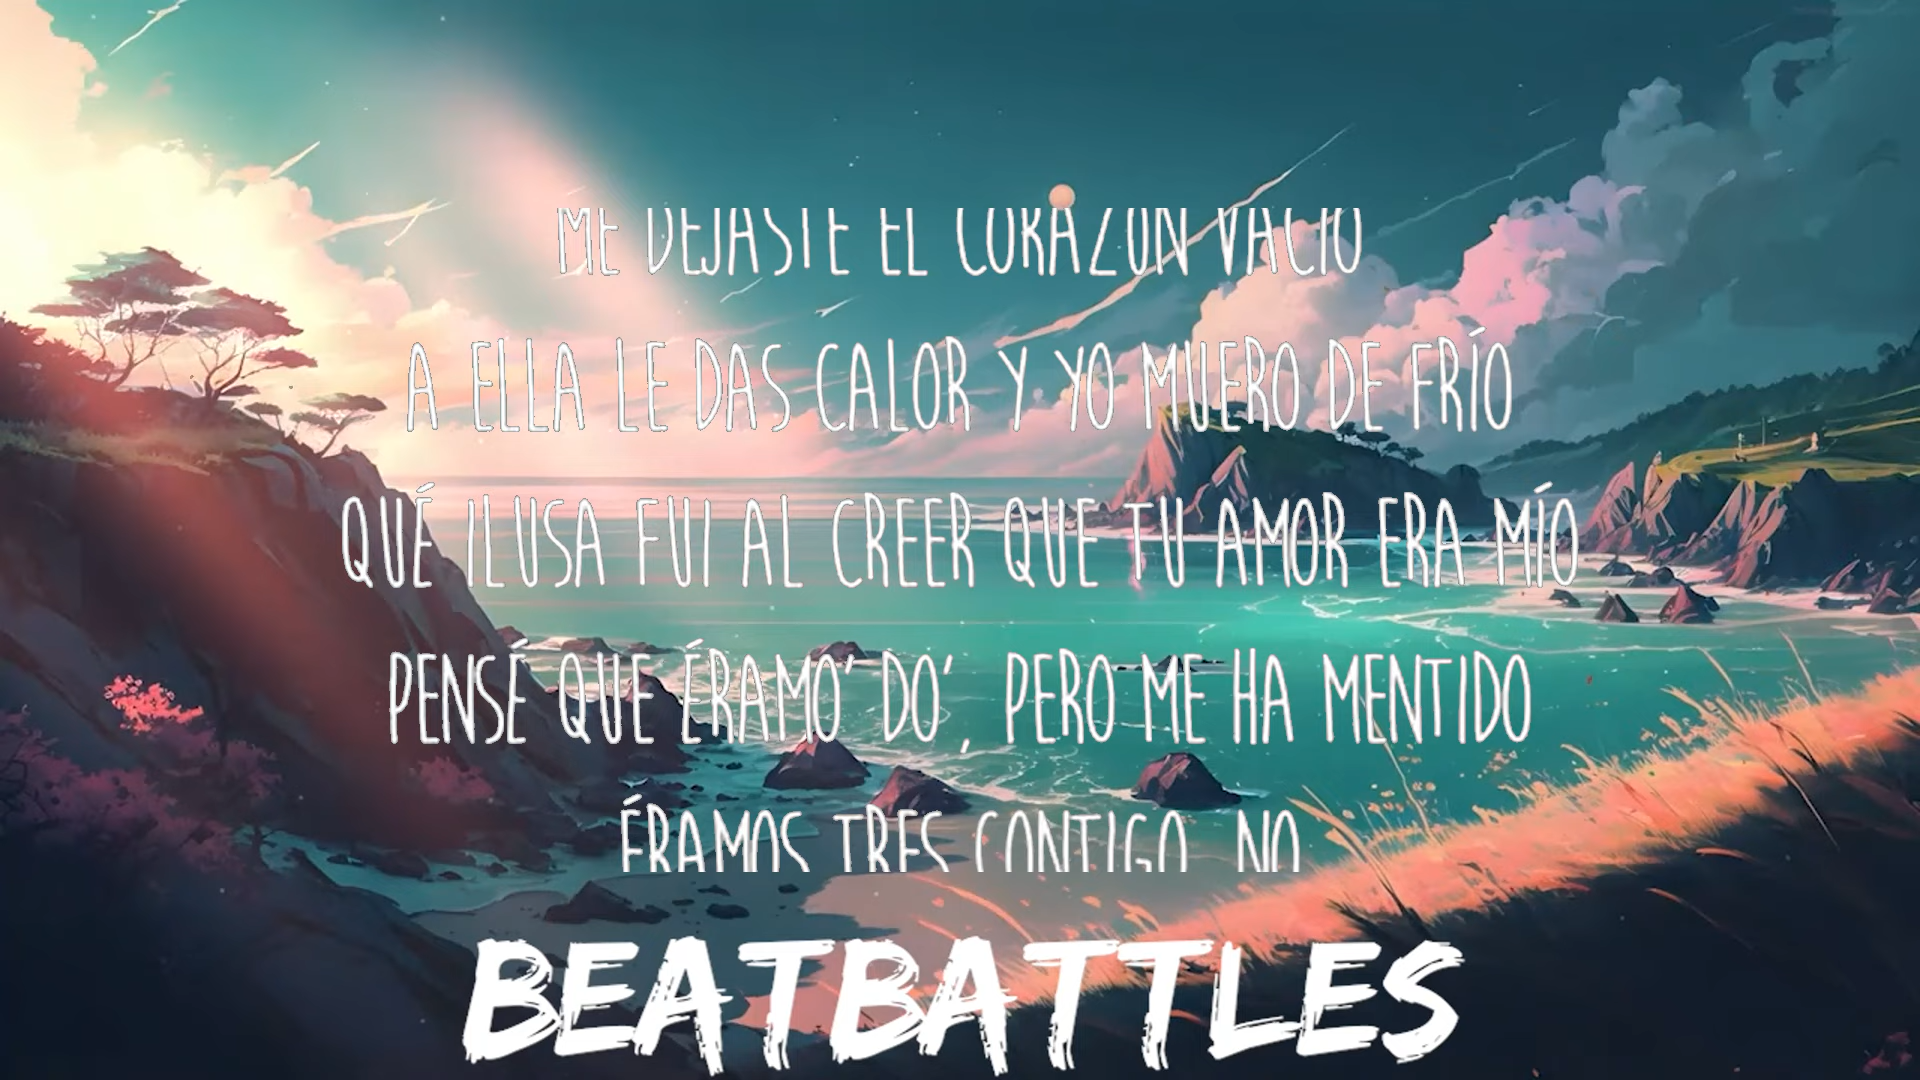 ME DEJASTE EL CORAZÓN VACÍO
A ELLA LE DAS CALOR Y YO MUERO DE FRÍO
QUÉ ILUSA FUI AL CREER QUE TU AMOR ERA MÍO
PENSÉ QUE ÉRAMO' DO', PERO ME HA MENTIDO
ÉRAMOS TRES CONTIGO, NO
BEATBATTLES